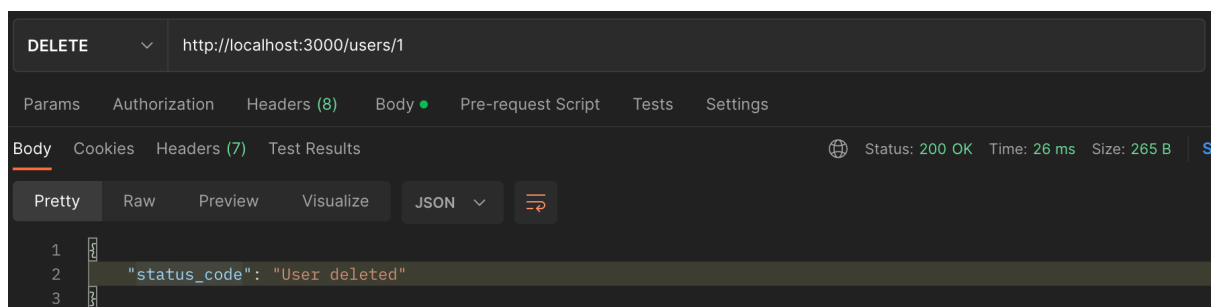 DELETE http://localhost:3000/users/1
Params Authorization Headers (8) Body Pre-request Script Tests Settings
Body Cookies Headers (7) Test Results Status: 200 OK Time: 26 ms Size: 265 B S
Pretty Raw Preview Visualize JSON
1 {
2 "status_code": "User deleted"
3 }